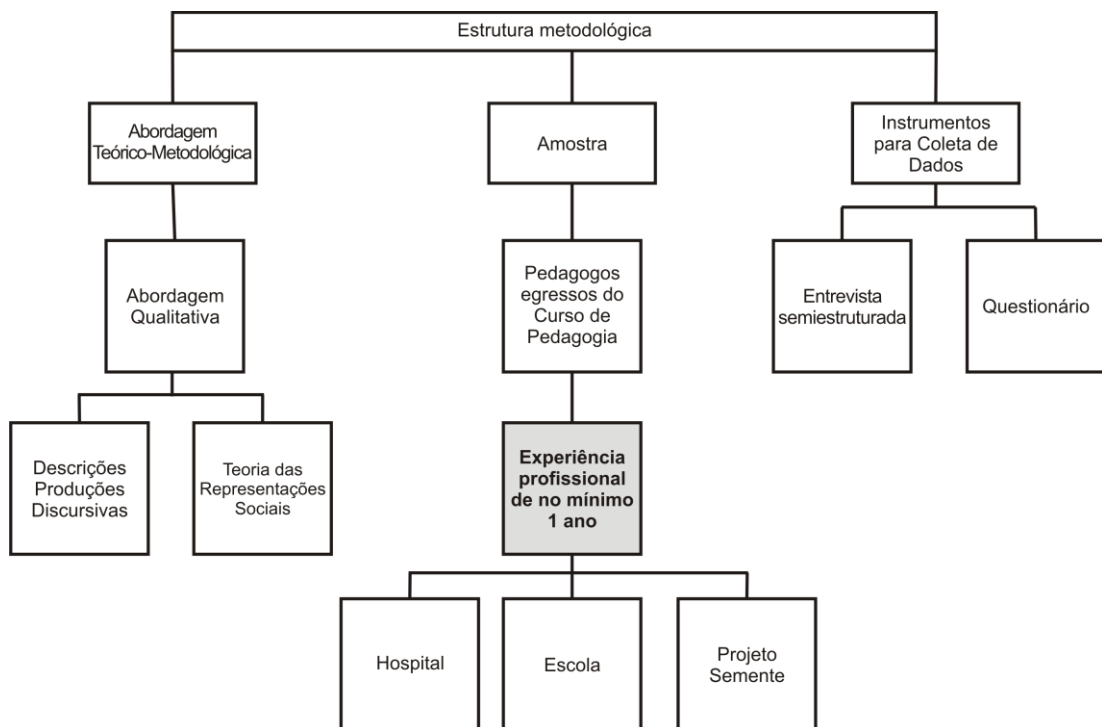 Estrutura metodológica
Abordagem
Teórico-Metodológica
Amostra
Instrumentos
para Coleta de
Dados
Abordagem
Qualitativa
Pedagogos
egressos do
Curso de
Pedagogia
Entrevista
semiestruturada
Questionário
Descrições
Produções
Discursivas
Teoria das
Representações
Sociais
Experiência
profissional
de no mínimo
1 ano
Hospital
Escola
Projeto
Semente